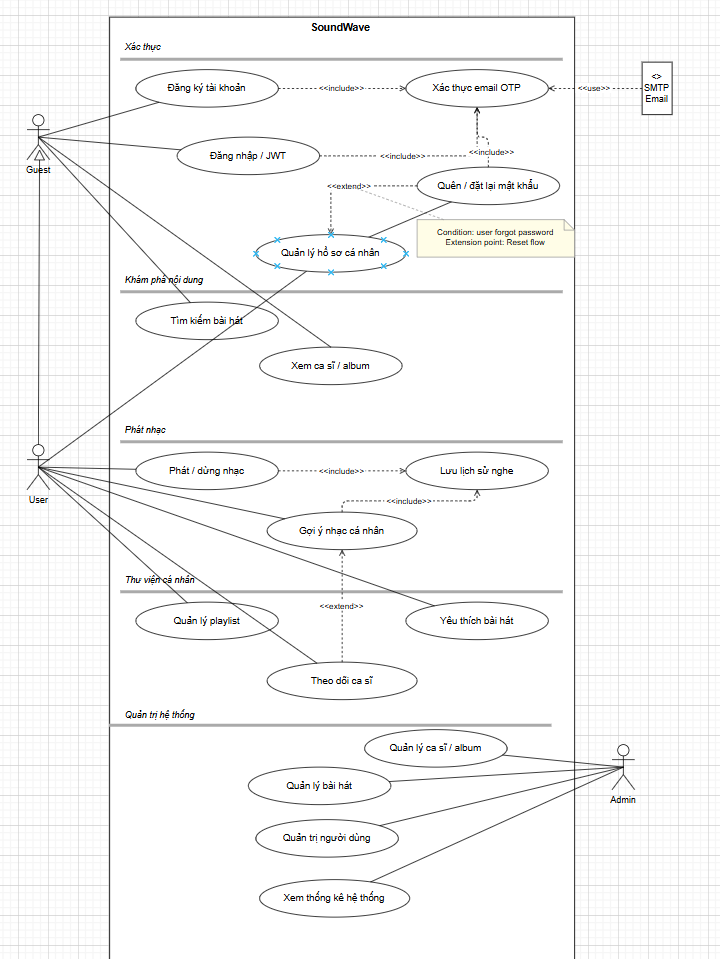 SoundWave
Xác thực
Đăng ký tài khoản
<<include>>
Xác thực email OTP
<<use>>
<>
SMTP
Email
Guest
Đăng nhập / JWT
<<include>>
<<include>>
Quên / đặt lại mật khẩu
<<extend>>
Condition: user forgot password
Extension point: Reset flow
Quản lý hồ sơ cá nhân
Khám phá nội dung
Tìm kiếm bài hát
Xem ca sĩ / album
Phát nhạc
Phát / dừng nhạc
<<include>>
Lưu lịch sử nghe
User
<<include>>
Gợi ý nhạc cá nhân
Thư viện cá nhân
<<extend>>
Quản lý playlist
Yêu thích bài hát
Theo dõi ca sĩ
Quản trị hệ thống
Quản lý ca sĩ / album
Quản lý bài hát
Admin
Quản trị người dùng
Xem thống kê hệ thống